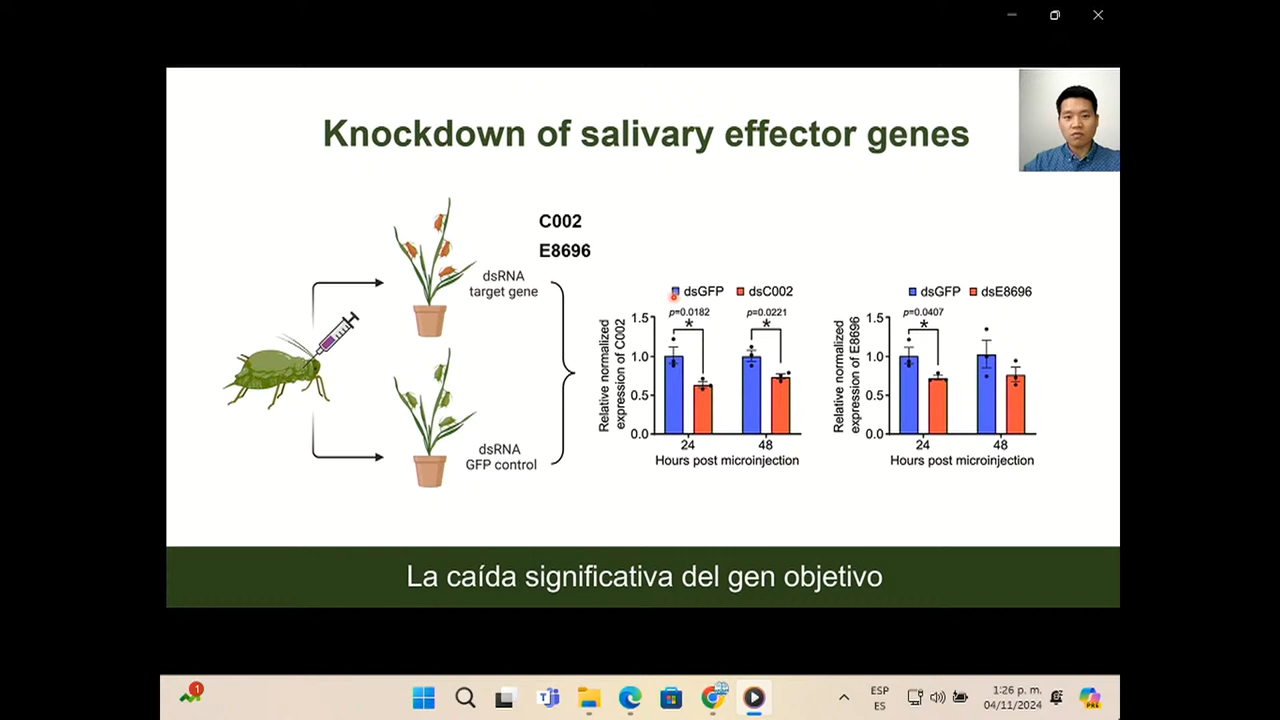 Knockdown of salivary effector genes
C002
E8696
dsRNA
target gene
dsRNA
GFP control
dsGFP dsC002
p=0.0182 p=0.0221
* *
Relative normalized
expression of C002
1.5
1.0
0.5
0.0
24 48
Hours post microinjection
dsGFP dsE8696
p=0.0407
*
Relative normalized
expression of E8696
1.5
1.0
0.5
0.0
24 48
Hours post microinjection
La caída significativa del gen objetivo
1
ESP
ES
1:26 p. m.
04/11/2024
PRE